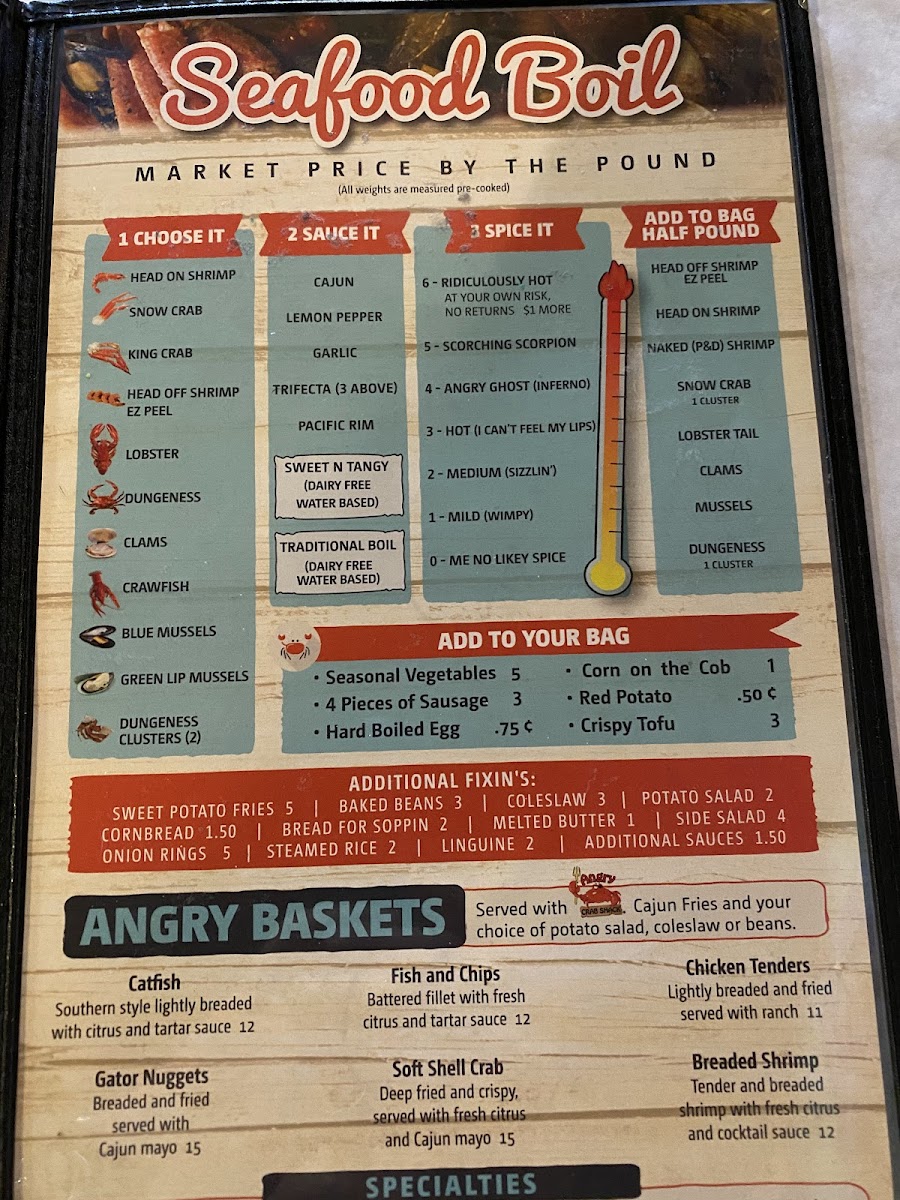 Seafood Boil
MARKET PRICE BY THE POUND
(All weights are measured pre-cooked)
1 CHOOSE IT
HEAD ON SHRIMP
SNOW CRAB
KING CRAB
HEAD OFF SHRIMP
EZ PEEL
LOBSTER
DUNGENESS
CLAMS
CRAWFISH
BLUE MUSSELS
GREEN LIP MUSSELS
DUNGENESS
CLUSTERS (2)
2 SAUCE IT
CAJUN
LEMON PEPPER
GARLIC
TRIFECTA (3 ABOVE)
PACIFIC RIM
SWEET N TANGY
(DAIRY FREE
WATER BASED)
TRADITIONAL BOIL
(DAIRY FREE
WATER BASED)
3 SPICE IT
6 - RIDICULOUSLY HOT
AT YOUR OWN RISK,
NO RETURNS $1 MORE
5 - SCORCHING SCORPION
4 - ANGRY GHOST (INFERNO)
3 - HOT (I CAN'T FEEL MY LIPS)
2 - MEDIUM (SIZZLIN')
1 - MILD (WIMPY)
0 - ME NO LIKEY SPICE
ADD TO BAG
HALF POUND
HEAD OFF SHRIMP
EZ PEEL
HEAD ON SHRIMP
NAKED (P&D) SHRIMP
SNOW CRAB
1 CLUSTER
LOBSTER TAIL
CLAMS
MUSSELS
DUNGENESS
1 CLUSTER
ADD TO YOUR BAG
• Seasonal Vegetables 5
• 4 Pieces of Sausage 3
• Hard Boiled Egg .75 ¢
• Corn on the Cob 1
• Red Potato .50 ¢
• Crispy Tofu 3
ADDITIONAL FIXIN'S:
SWEET POTATO FRIES 5 | BAKED BEANS 3 | COLESLAW 3 | POTATO SALAD 2
CORNBREAD 1.50 | BREAD FOR SOPPIN 2 | MELTED BUTTER 1 | SIDE SALAD 4
ONION RINGS 5 | STEAMED RICE 2 | LINGUINE 2 | ADDITIONAL SAUCES 1.50
ANGRY BASKETS
Served with Angry CRAB SHACK. Cajun Fries and your
choice of potato salad, coleslaw or beans.
Catfish
Southern style lightly breaded
with citrus and tartar sauce 12
Fish and Chips
Battered fillet with fresh
citrus and tartar sauce 12
Chicken Tenders
Lightly breaded and fried
served with ranch 11
Gator Nuggets
Breaded and fried
served with
Cajun mayo 15
Soft Shell Crab
Deep fried and crispy,
served with fresh citrus
and Cajun mayo 15
Breaded Shrimp
Tender and breaded
shrimp with fresh citrus
and cocktail sauce 12
SPECIALTIES